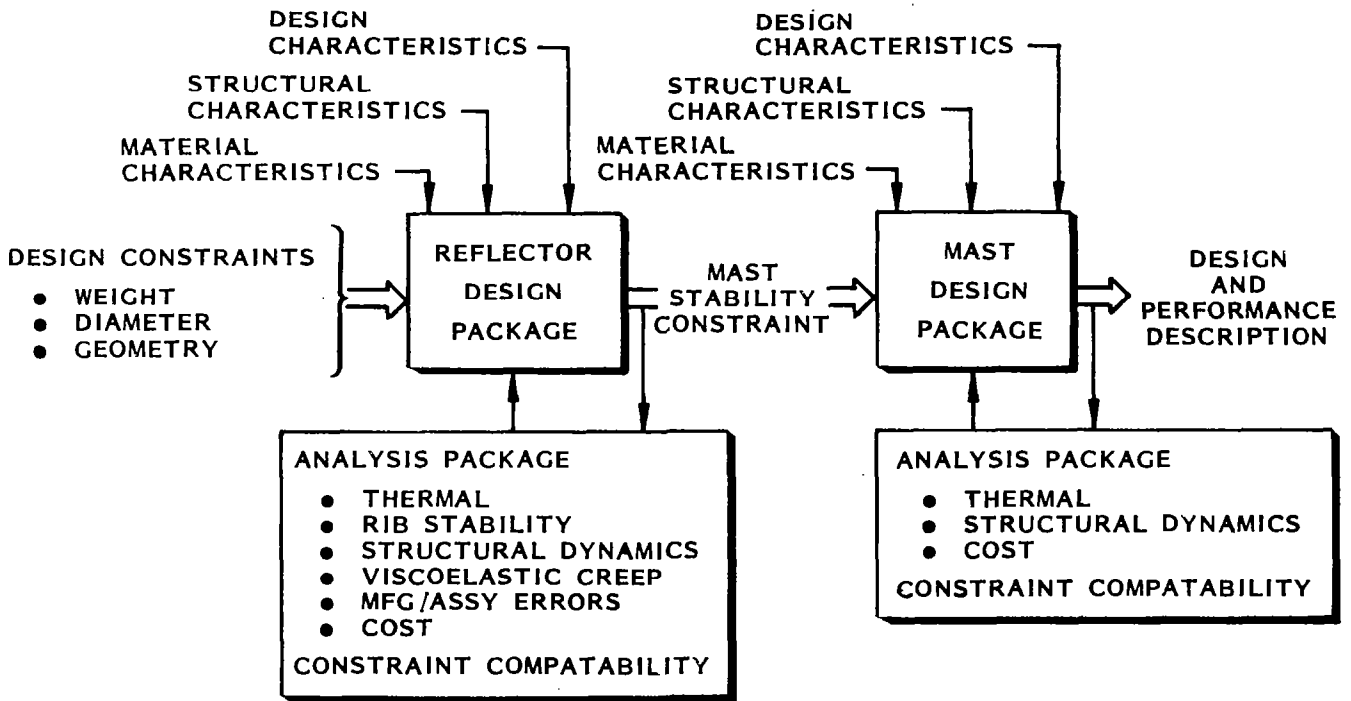 DESIGN
CHARACTERISTICS
STRUCTURAL
CHARACTERISTICS
MATERIAL
CHARACTERISTICS
DESIGN
CHARACTERISTICS
STRUCTURAL
CHARACTERISTICS
MATERIAL
CHARACTERISTICS
DESIGN CONSTRAINTS
● WEIGHT
● DIAMETER
● GEOMETRY
REFLECTOR
DESIGN
PACKAGE
MAST
STABILITY
CONSTRAINT
MAST
DESIGN
PACKAGE
DESIGN
AND
PERFORMANCE
DESCRIPTION
ANALYSIS PACKAGE
● THERMAL
● RIB STABILITY
● STRUCTURAL DYNAMICS
● VISCOELASTIC CREEP
● MFG/ASSY ERRORS
● COST
CONSTRAINT COMPATABILITY
ANALYSIS PACKAGE
● THERMAL
● STRUCTURAL DYNAMICS
● COST
CONSTRAINT COMPATABILITY